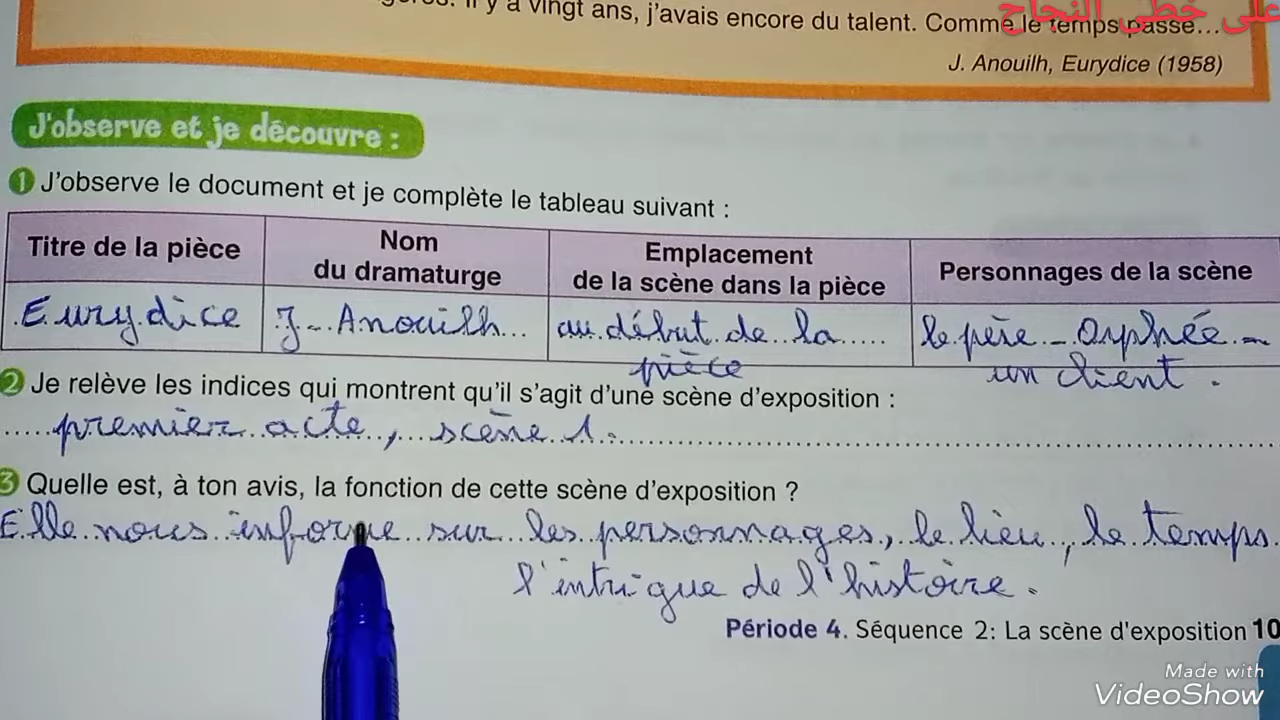 على خطى النجاح
Il y a vingt ans, j'avais encore du talent. Comme le temps passe...
J. Anouilh, Eurydice (1958)
J'observe et je découvre :
1 J'observe le document et je complète le tableau suivant :
Titre de la pièce Nom du dramaturge Emplacement de la scène dans la pièce Personnages de la scène
Eurydice J. Anouilh au début de la pièce le père - Orphée - un client.
2 Je relève les indices qui montrent qu'il s'agit d'une scène d'exposition :
premier acte, scène 1.
3 Quelle est, à ton avis, la fonction de cette scène d'exposition ?
Elle nous informe sur les personnages, le lieu, le temps
l'intrigue de l'histoire.
Période 4. Séquence 2: La scène d'exposition 10
Made with
VideoShow